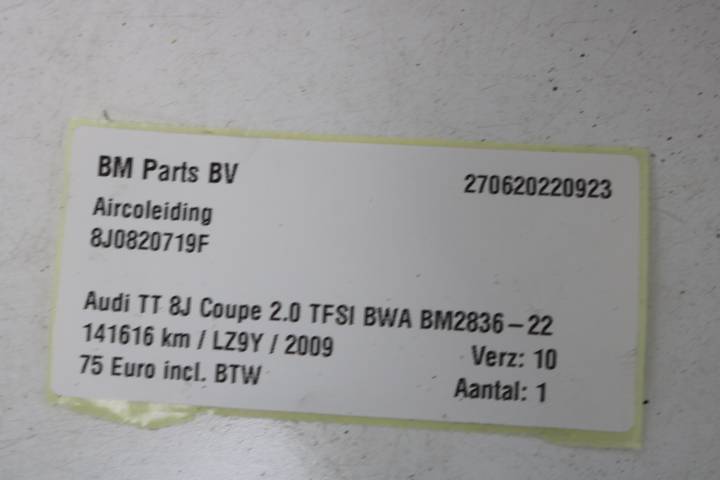 BM Parts BV 270620220923
Aircoleiding
8J0820719F
Audi TT 8J Coupe 2.0 TFSI BWA BM2836-22
141616 km / LZ9Y / 2009 Verz: 10
75 Euro incl. BTW Aantal: 1